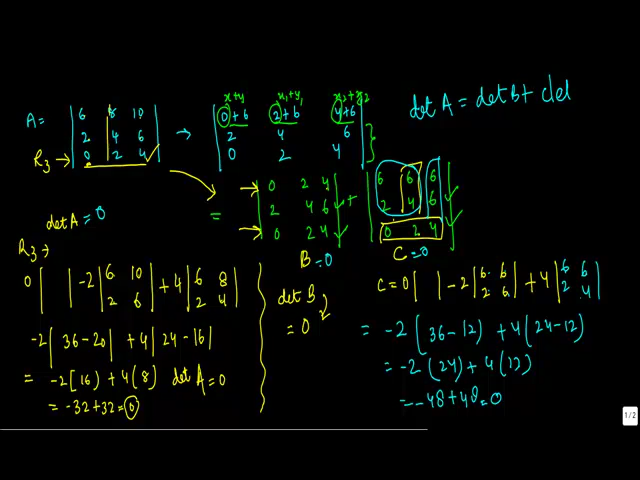 x+y x₁+y₁ x₂+y₂
A = | 6 8 10 | → | 0+6 2+6 4+6 | det A = det B + det
| 2 4 6 | | 2 4 6 |
R₃ → | 0 2 4 | | 0 2 4 |
= | 0 2 4 | + | 6 6 6 |
| 2 4 6 | | 2 4 6 |
| 0 2 4 | | 0 2 4 |
B = 0 C = 0
det A = 0
R₃ →
0 | | -2 | 6 10 | + 4 | 6 8 |
| 2 6 | | 2 4 |
-2 | 36 - 20 | + 4 | 24 - 16 |
= -2 [16] + 4 (8) det A = 0
= -32 + 32 = 0
det B
= 0
C = 0 | | - 2 | 6 6 | + 4 | 6 6 |
| 2 6 | | 2 4 |
= -2 (36 - 12) + 4 (24 - 12)
= -2 (24) + 4 (12)
= -48 + 48 = 0
1/2